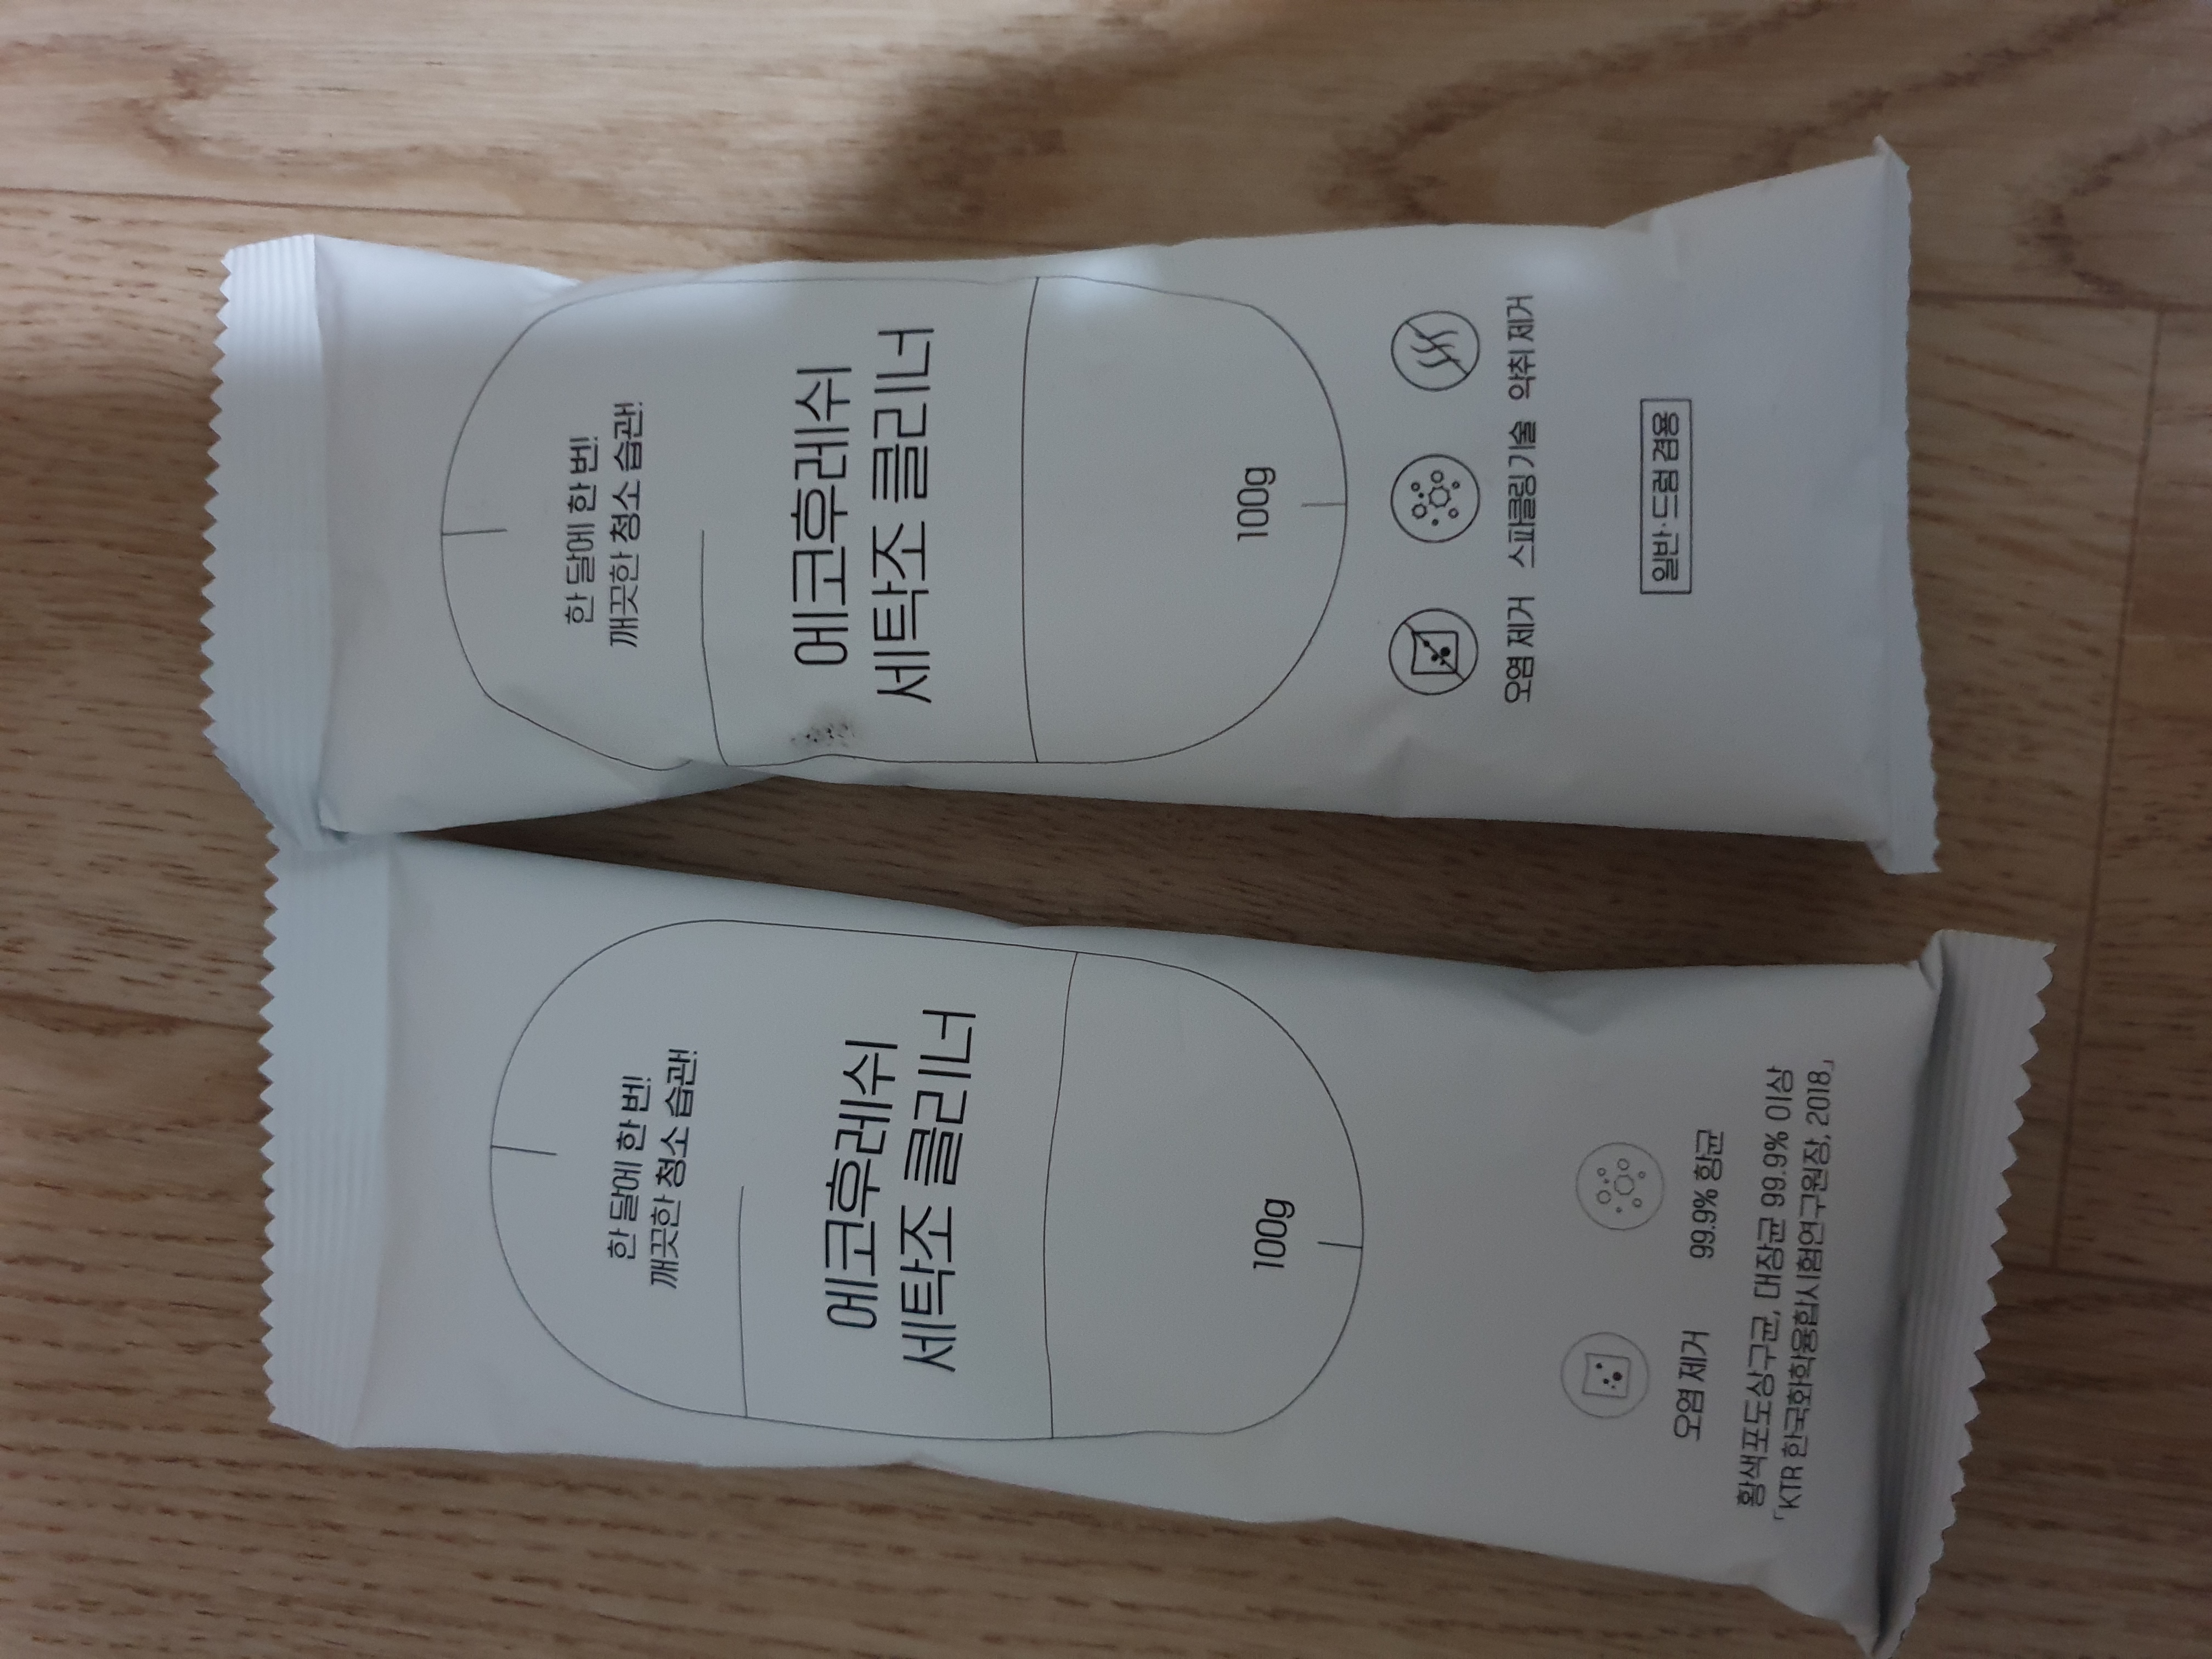 한 달에 한 번!
깨끗한 청소 습관!
에코후레쉬
세탁조 클리너
100g
오염 제거 99.9% 항균
황색포도상구균, 대장균 99.9% 이상
「KTR 한국화학융합시험연구원장, 2018」
한 달에 한 번!
깨끗한 청소 습관!
에코후레쉬
세탁조 클리너
100g
오염 제거 스파클링 기술 악취 제거
일반·드럼 겸용